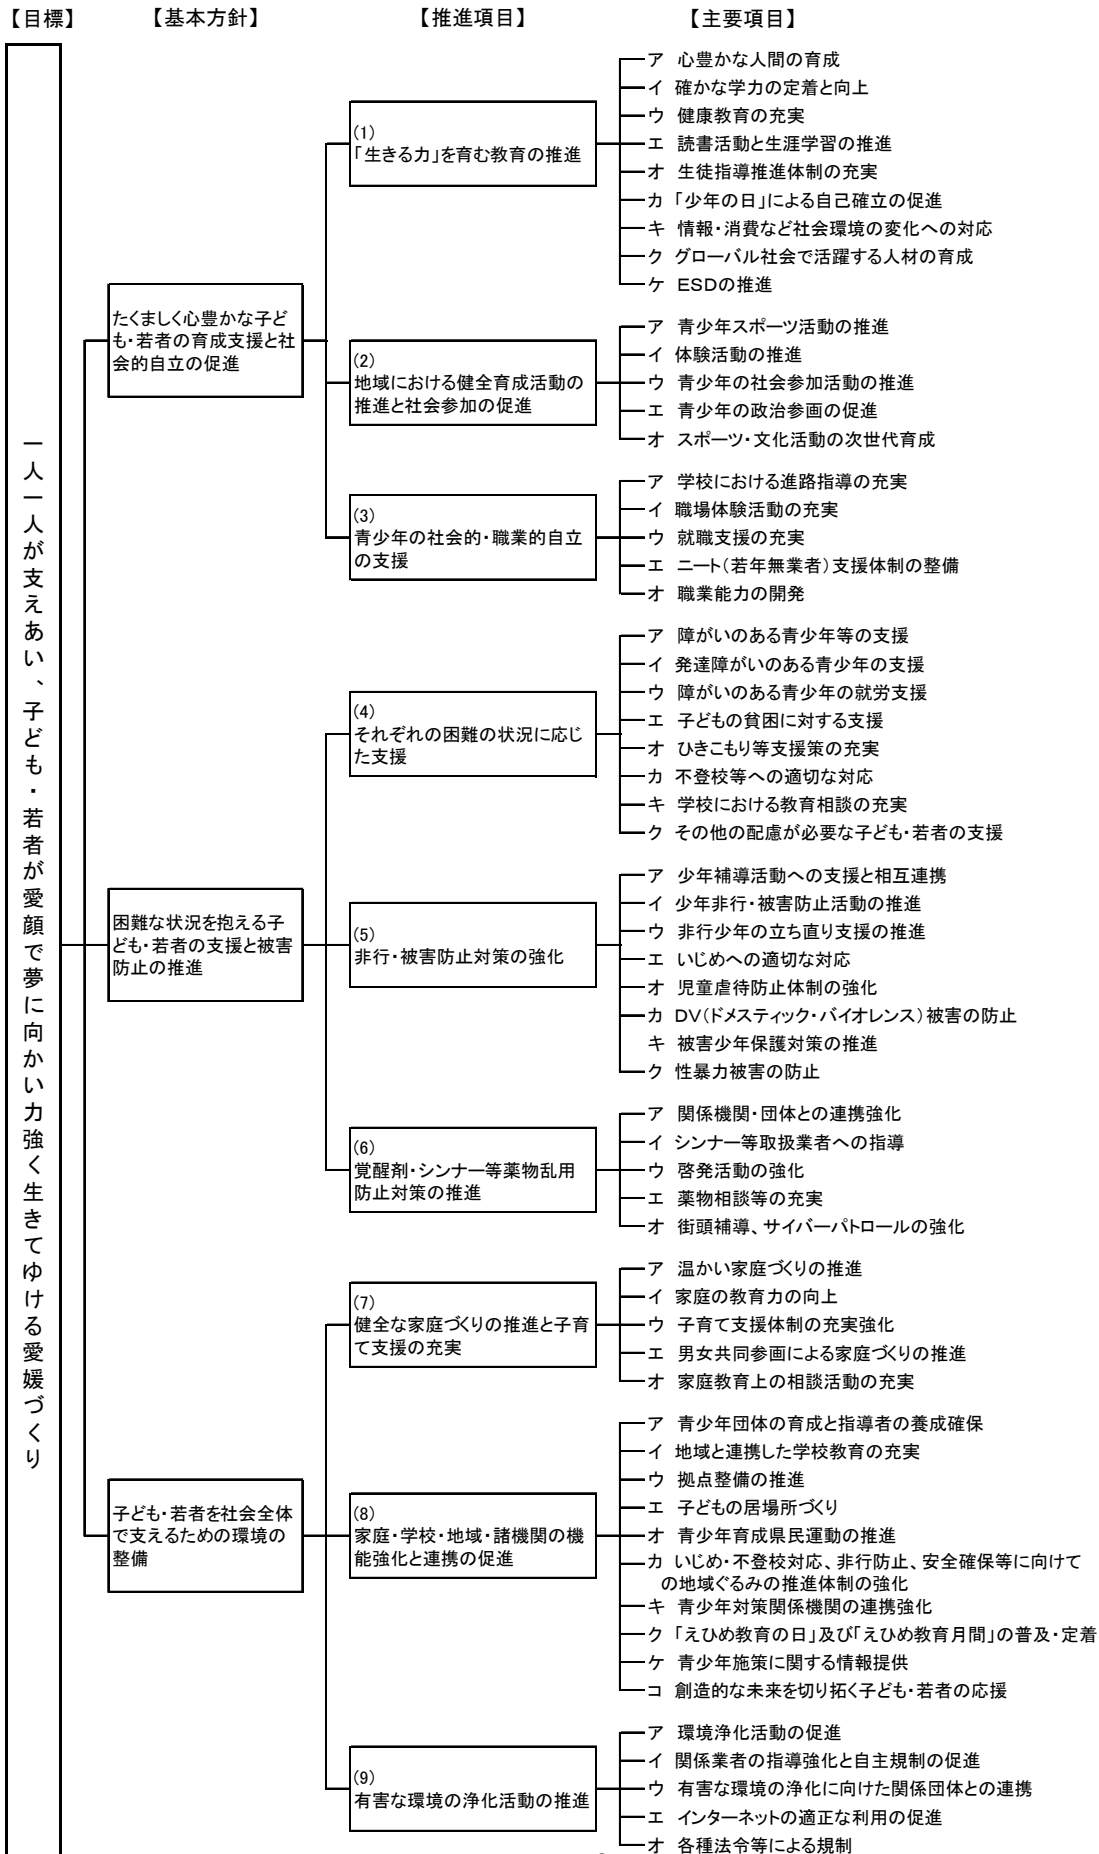 【目標】 【基本方針】 【推進項目】 【主要項目】
一人一人が支えあい、子ども・若者が愛顔で夢に向かい力強く生きてゆける愛媛づくり
たくましく心豊かな子ど
も・若者の育成支援と社
会的自立の促進
(1)
「生きる力」を育む教育の推進
ア 心豊かな人間の育成
イ 確かな学力の定着と向上
ウ 健康教育の充実
エ 読書活動と生涯学習の推進
オ 生徒指導推進体制の充実
カ 「少年の日」による自己確立の促進
キ 情報・消費など社会環境の変化への対応
ク グローバル社会で活躍する人材の育成
ケ ESDの推進
(2)
地域における健全育成活動の
推進と社会参加の促進
ア 青少年スポーツ活動の推進
イ 体験活動の推進
ウ 青少年の社会参加活動の推進
エ 青少年の政治参画の促進
オ スポーツ・文化活動の次世代育成
(3)
青少年の社会的・職業的自立
の支援
ア 学校における進路指導の充実
イ 職場体験活動の充実
ウ 就職支援の充実
エ ニート(若年無業者)支援体制の整備
オ 職業能力の開発
困難な状況を抱える子
ども・若者の支援と被害
防止の推進
(4)
それぞれの困難の状況に応じ
た支援
ア 障がいのある青少年等の支援
イ 発達障がいのある青少年の支援
ウ 障がいのある青少年の就労支援
エ 子どもの貧困に対する支援
オ ひきこもり等支援策の充実
カ 不登校等への適切な対応
キ 学校における教育相談の充実
ク その他の配慮が必要な子ども・若者の支援
(5)
非行・被害防止対策の強化
ア 少年補導活動への支援と相互連携
イ 少年非行・被害防止活動の推進
ウ 非行少年の立ち直り支援の推進
エ いじめへの適切な対応
オ 児童虐待防止体制の強化
カ DV(ドメスティック・バイオレンス)被害の防止
キ 被害少年保護対策の推進
ク 性暴力被害の防止
(6)
覚醒剤・シンナー等薬物乱用
防止対策の推進
ア 関係機関・団体との連携強化
イ シンナー等取扱業者への指導
ウ 啓発活動の強化
エ 薬物相談等の充実
オ 街頭補導、サイバーパトロールの強化
子ども・若者を社会全体
で支えるための環境の
整備
(7)
健全な家庭づくりの推進と子育
て支援の充実
ア 温かい家庭づくりの推進
イ 家庭の教育力の向上
ウ 子育て支援体制の充実強化
エ 男女共同参画による家庭づくりの推進
オ 家庭教育上の相談活動の充実
(8)
家庭・学校・地域・諸機関の機
能強化と連携の促進
ア 青少年団体の育成と指導者の養成確保
イ 地域と連携した学校教育の充実
ウ 拠点整備の推進
エ 子どもの居場所づくり
オ 青少年育成県民運動の推進
カ いじめ・不登校対応、非行防止、安全確保等に向けて
の地域ぐるみの推進体制の強化
キ 青少年対策関係機関の連携強化
ク 「えひめ教育の日」及び「えひめ教育月間」の普及・定着
ケ 青少年施策に関する情報提供
コ 創造的な未来を切り拓く子ども・若者の応援
(9)
有害な環境の浄化活動の推進
ア 環境浄化活動の促進
イ 関係業者の指導強化と自主規制の促進
ウ 有害な環境の浄化に向けた関係団体との連携
エ インターネットの適正な利用の促進
オ 各種法令等による規制